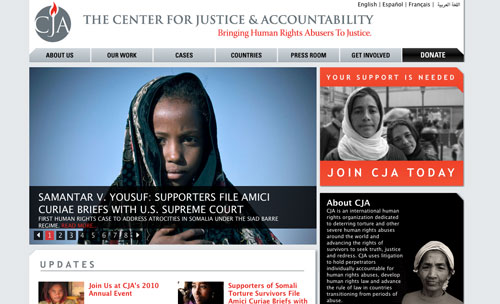 English | Español | Français | اللغة العربية
CJA
THE CENTER FOR JUSTICE & ACCOUNTABILITY
Bringing Human Rights Abusers To Justice.
ABOUT US
OUR WORK
CASES
COUNTRIES
PRESS ROOM
GET INVOLVED
DONATE
SAMANTAR V. YOUSUF: SUPPORTERS FILE AMICI
CURIAE BRIEFS WITH U.S. SUPREME COURT
FIRST HUMAN RIGHTS CASE TO ADDRESS ATROCITIES IN SOMALIA UNDER THE SIAD BARRE
REGIME. READ MORE...
1 2 3 4 5 6 7 8
YOUR SUPPORT IS NEEDED
JOIN CJA TODAY
About CJA
CJA is an international human
rights organization dedicated
to deterring torture and other
severe human rights abuses
around the world and
advancing the rights of
survivors to seek truth, justice
and redress. CJA uses litigation
to hold perpetrators
individually accountable for
human rights abuses, develop
human rights law and advance
the rule of law in countries
transitioning from periods of
abuse.
UPDATES
Join Us at CJA's 2010
Annual Event
Supporters of Somali
Torture Survivors File
Amici Curiae Briefs with